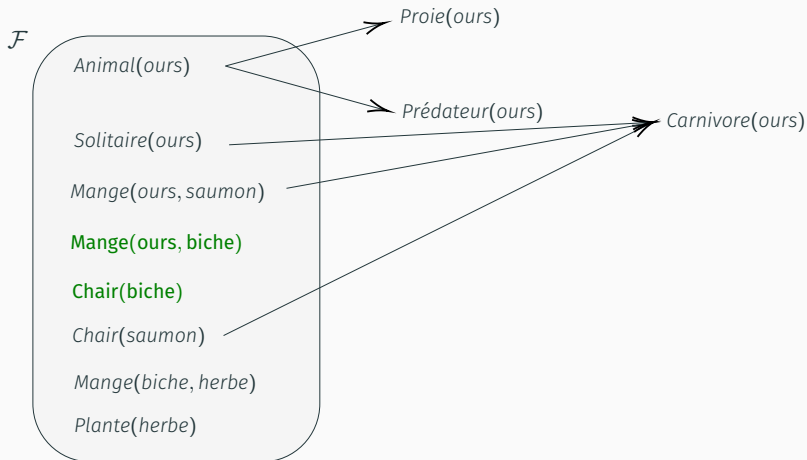 Proie(ours)
ℱ
Animal(ours)
Prédateur(ours)
Carnivore(ours)
Solitaire(ours)
Mange(ours, saumon)
Mange(ours, biche)
Chair(biche)
Chair(saumon)
Mange(biche, herbe)
Plante(herbe)